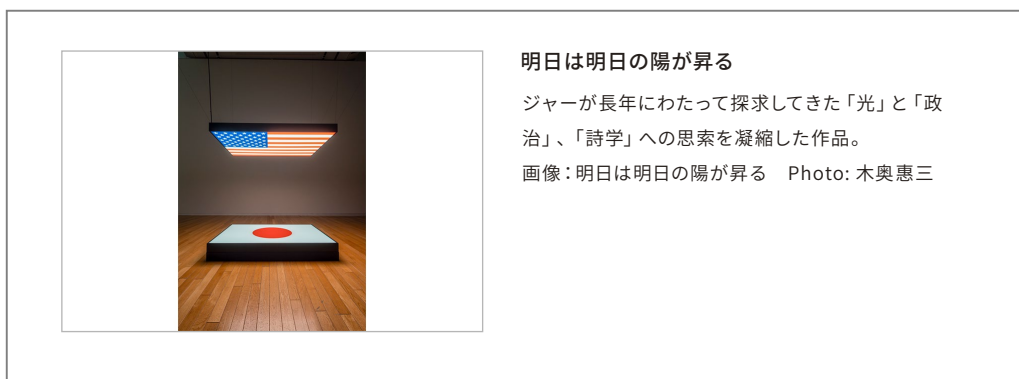 明日は明日の陽が昇る
ジャーが長年にわたって探求してきた「光」と「政
治」、「詩学」への思索を凝縮した作品。
画像：明日は明日の陽が昇る　Photo: 木奥惠三